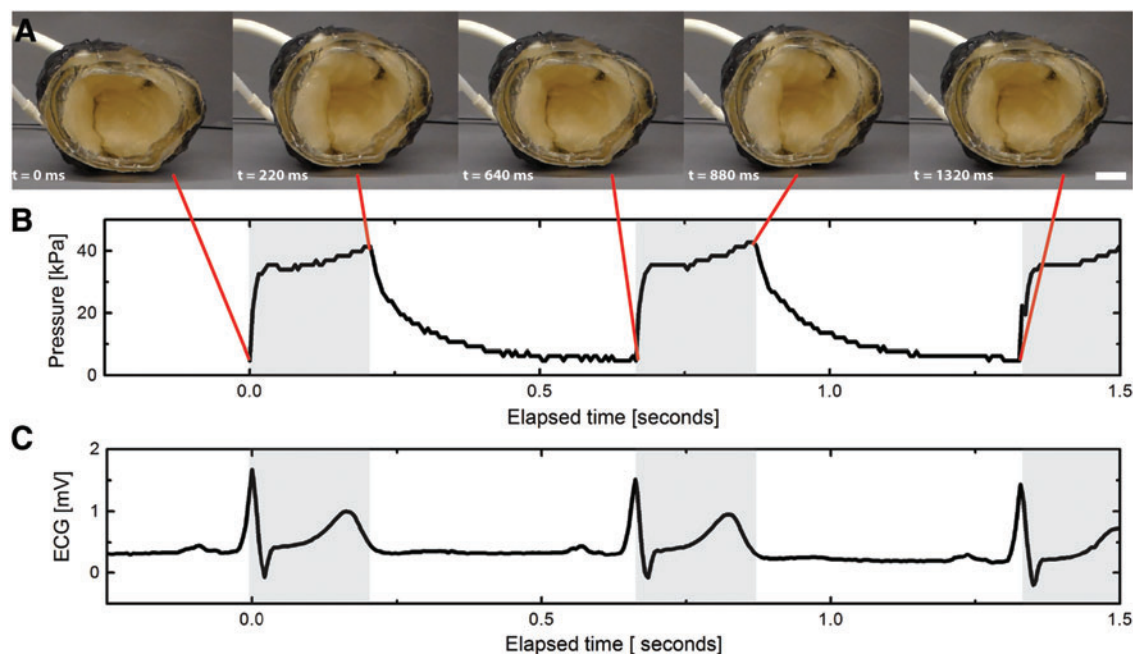 A
t = 0 ms
t = 220 ms
t = 640 ms
t = 880 ms
t = 1320 ms
B
Pressure [kPa]
40
20
0
0.0
0.5
1.0
1.5
Elapsed time [seconds]
C
ECG [mV]
2
1
0
0.0
0.5
1.0
1.5
Elapsed time [ seconds]